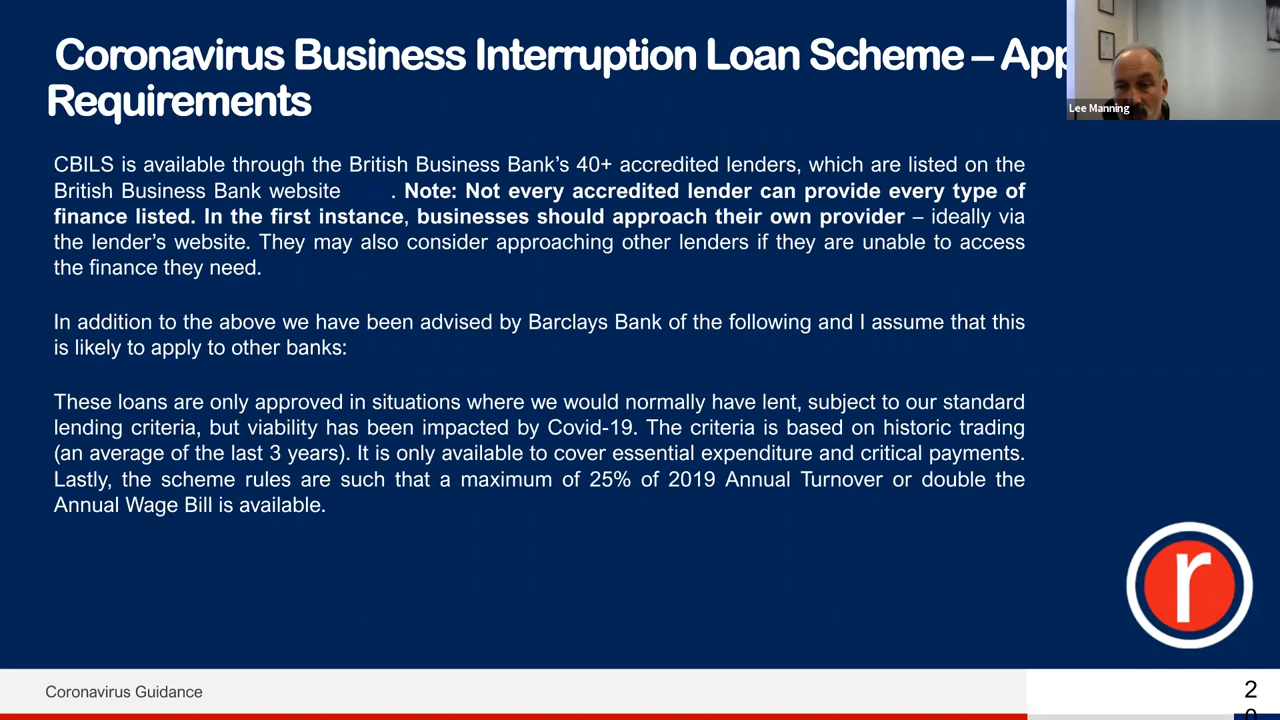 Coronavirus Business Interruption Loan Scheme – App
Requirements
Lee Manning
CBILS is available through the British Business Bank’s 40+ accredited lenders, which are listed on the
British Business Bank website . Note: Not every accredited lender can provide every type of
finance listed. In the first instance, businesses should approach their own provider – ideally via
the lender’s website. They may also consider approaching other lenders if they are unable to access
the finance they need.
In addition to the above we have been advised by Barclays Bank of the following and I assume that this
is likely to apply to other banks:
These loans are only approved in situations where we would normally have lent, subject to our standard
lending criteria, but viability has been impacted by Covid-19. The criteria is based on historic trading
(an average of the last 3 years). It is only available to cover essential expenditure and critical payments.
Lastly, the scheme rules are such that a maximum of 25% of 2019 Annual Turnover or double the
Annual Wage Bill is available.
r
Coronavirus Guidance
2